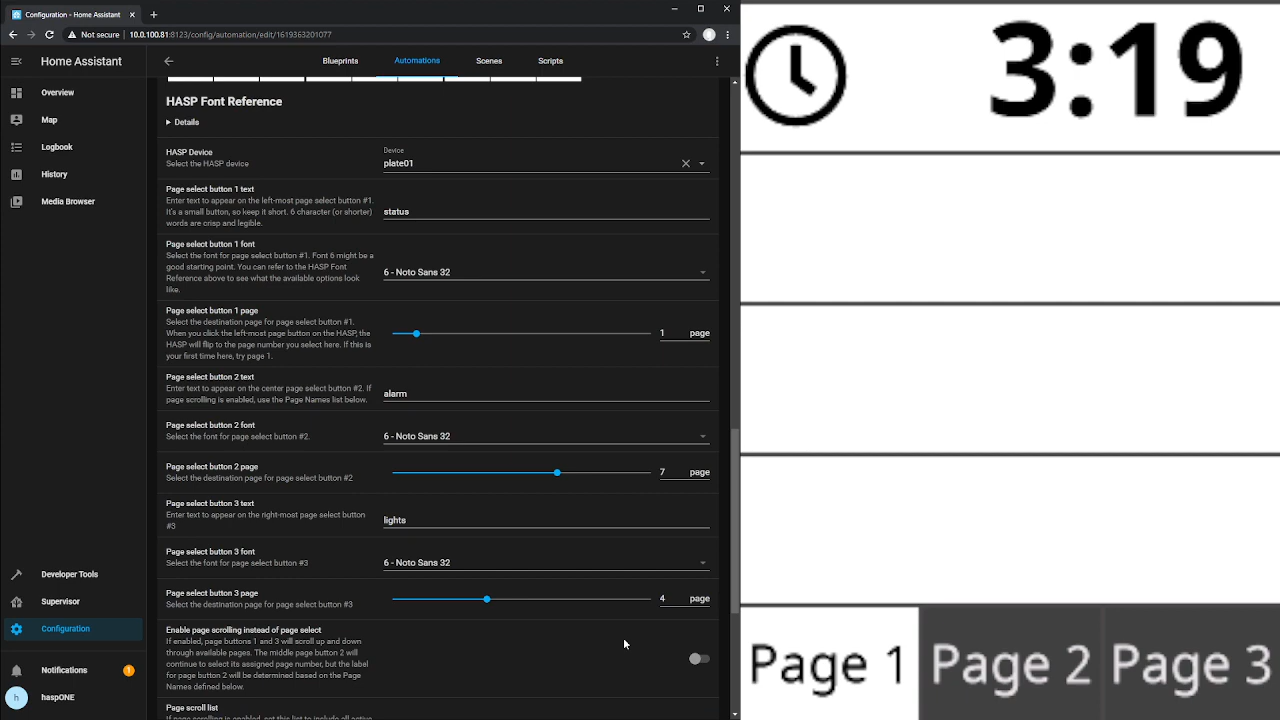 Configuration - Home Assistant
Not secure 10.0.100.81:8123/config/automation/edit/1619363201077
Home Assistant
Blueprints Automations Scenes Scripts
Overview
Map
Logbook
History
Media Browser
Developer Tools
Supervisor
Configuration
Notifications 1
h haspONE
HASP Font Reference
Details
HASP Device
Select the HASP device
Device
plate01
Page select button 1 text
Enter text to appear on the left-most page select button #1.
It's a small button, so keep it short. 6 character (or shorter)
words are crisp and legible.
status
Page select button 1 font
Select the font for page select button #1. Font 6 might be a
good starting point. You can refer to the HASP Font
Reference above to see what the available options look
like.
6 - Noto Sans 32
Page select button 1 page
Select the destination page for page select button #1.
When you click the left-most page button on the HASP, the
HASP will flip to the page number you select here. If this is
your first time here, try page 1.
1 page
Page select button 2 text
Enter text to appear on the center page select button #2. If
page scrolling is enabled, use the Page Names list below.
alarm
Page select button 2 font
Select the font for page select button #2.
6 - Noto Sans 32
Page select button 2 page
Select the destination page for page select button #2
7 page
Page select button 3 text
Enter text to appear on the right-most page select button
#3
lights
Page select button 3 font
Select the font for page select button #3
6 - Noto Sans 32
Page select button 3 page
Select the destination page for page select button #3
4 page
Enable page scrolling instead of page select
If enabled, page buttons 1 and 3 will scroll up and down
through available pages. The middle page button 2 will
continue to select its assigned page number, but the label
for page button 2 will be determined based on the Page
Names defined below.
Page scroll list
If page scrolling is enabled, set this list to include all active
3:19
Page 1 Page 2 Page 3